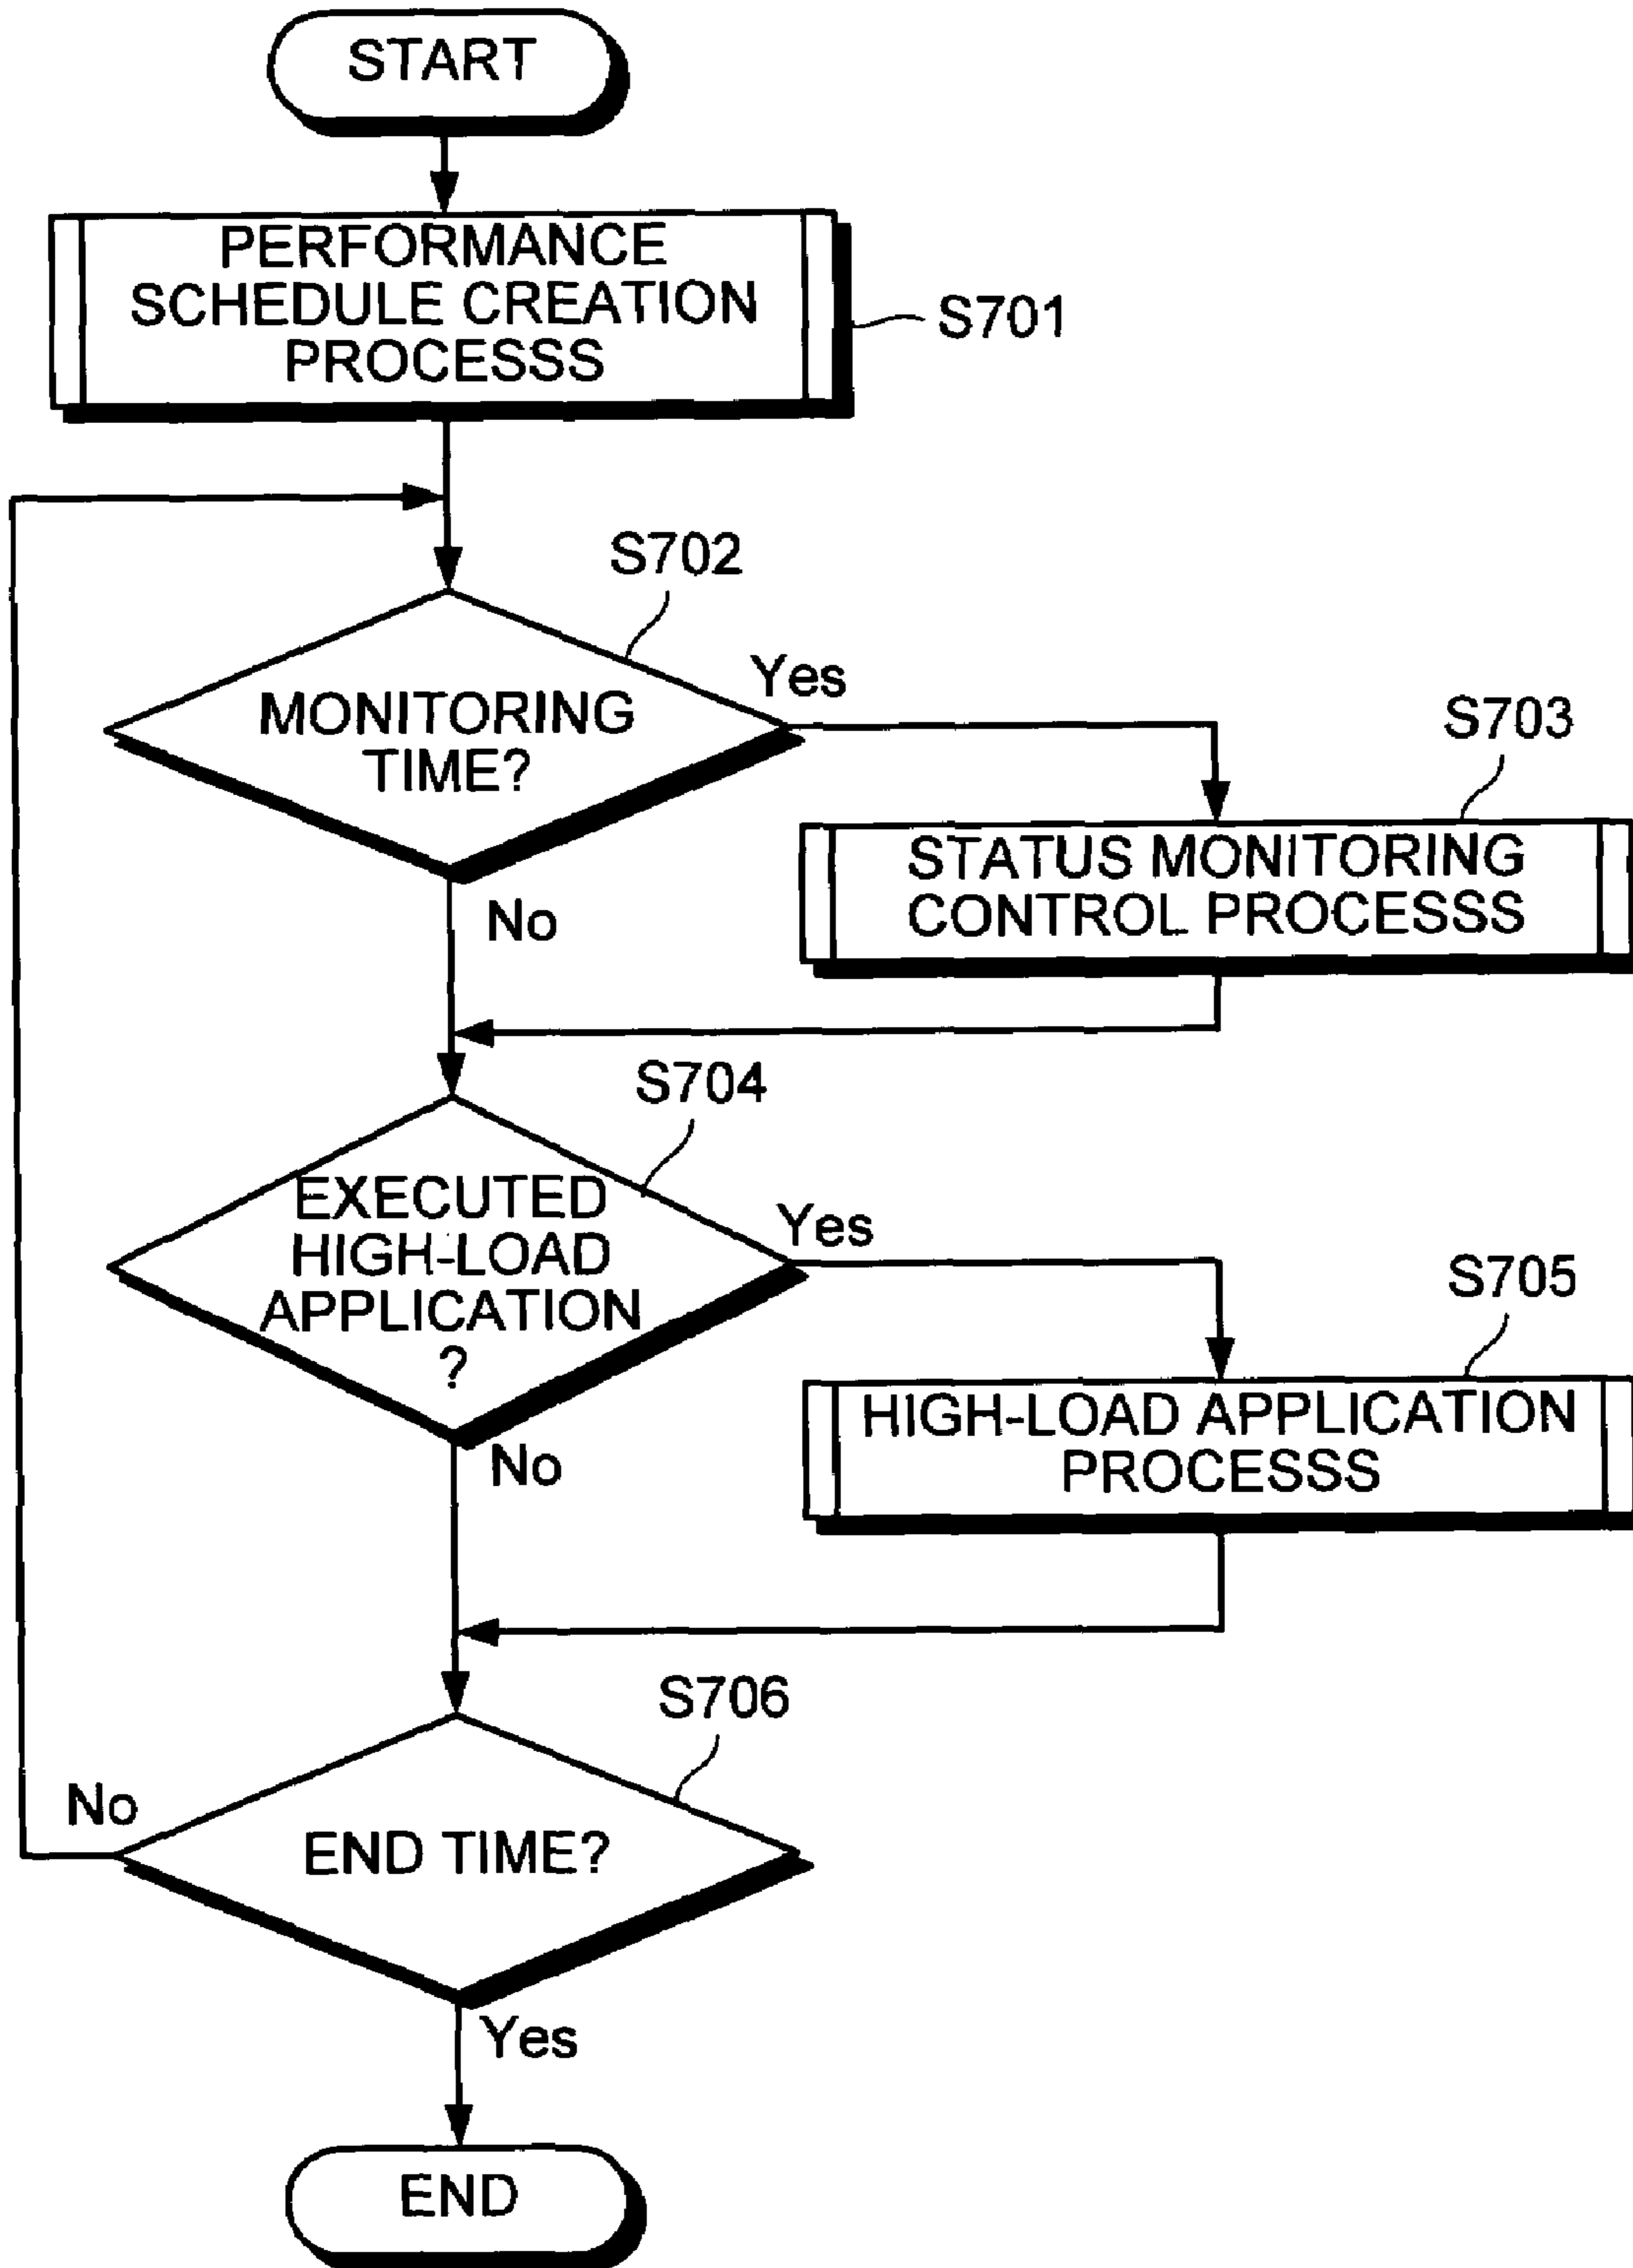 START
PERFORMANCE
SCHEDULE CREATION
PROCESSS
S701
S702
Yes
MONITORING
TIME?
S703
STATUS MONITORING
CONTROL PROCESSS
No
S704
EXECUTED
HIGH-LOAD
APPLICATION
?
Yes
S705
HIGH-LOAD APPLICATION
PROCESSS
No
S706
No
END TIME?
Yes
END